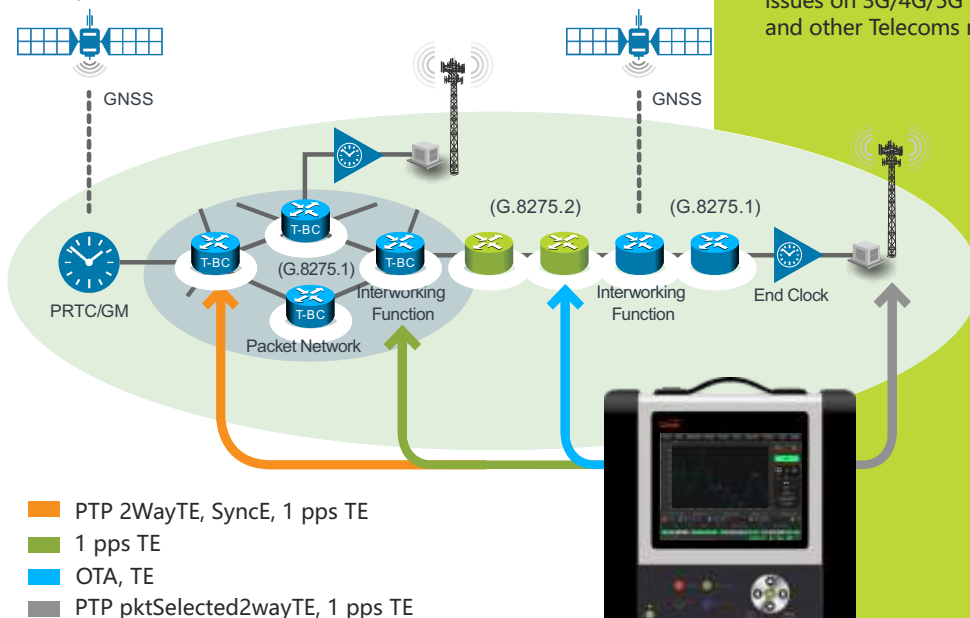 issues on 3G/4G/5G
and other Telecoms
GNSS
GNSS
T-BC
(G.8275.2)
(G.8275.1)
T-BC
T-BC
(G.8275.1)
Interworking
Function
PRTC/GM
T-BC
Packet Network
Interworking
Function
End Clock
PTP 2WayTE, SyncE, 1 pps TE
1 pps TE
OTA, TE
PTP pktSelected2wayTE, 1 pps TE